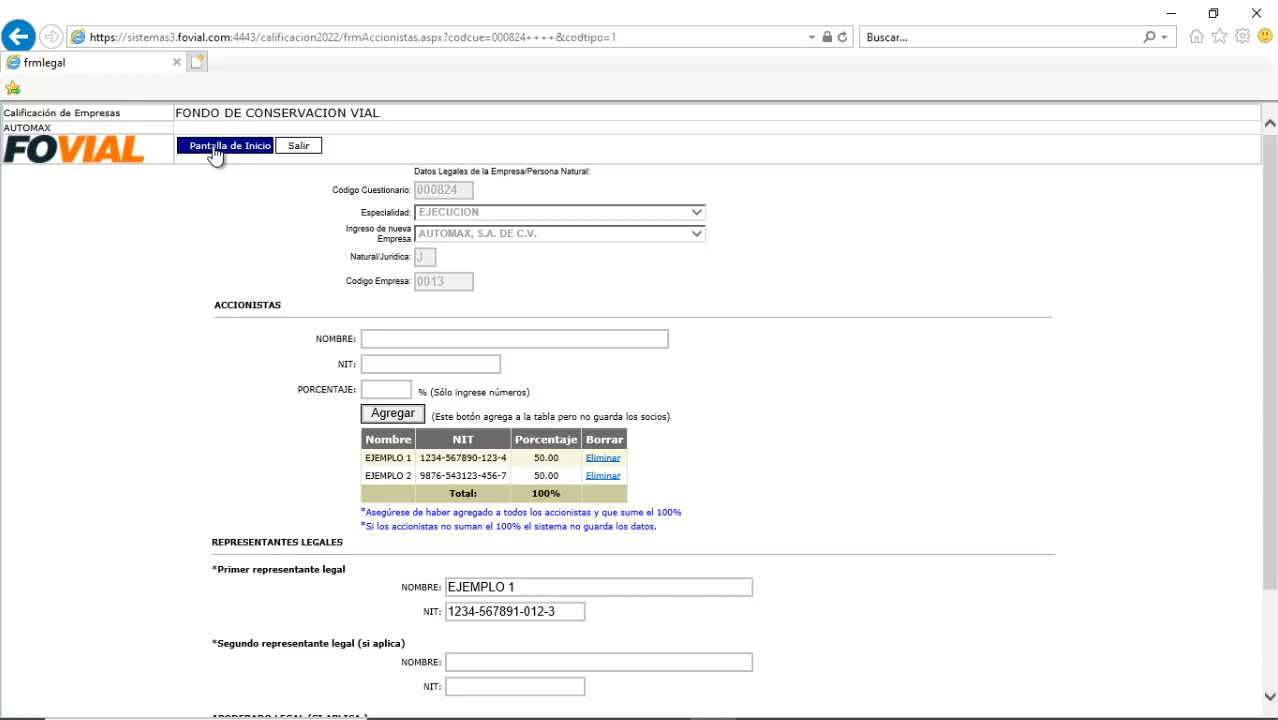 https://sistemas3.fovial.com:4443/calificacion2022/frmAccionistas.aspx?codcue=000824++++&codtipo=1
Buscar...
frmlegal
Calificación de Empresas
FONDO DE CONSERVACION VIAL
AUTOMAX
FOVIAL
Pantalla de Inicio
Salir
Datos Legales de la Empresa/Persona Natural:
Codigo Cuestionario: 000824
Especialidad: EJECUCION
Ingreso de nueva Empresa AUTOMAX, S.A. DE C.V.
Natural/Juridica: J
Codigo Empresa: 0013
ACCIONISTAS
NOMBRE:
NIT:
PORCENTAJE: % (Sólo ingrese números)
Agregar (Este botón agrega a la tabla pero no guarda los socios)
Nombre NIT Porcentaje Borrar
EJEMPLO 1 1234-567890-123-4 50.00 Eliminar
EJEMPLO 2 9876-543123-456-7 50.00 Eliminar
Total: 100%
*Asegúrese de haber agregado a todos los accionistas y que sume el 100%
*Si los accionistas no suman el 100% el sistema no guarda los datos.
REPRESENTANTES LEGALES
*Primer representante legal
NOMBRE: EJEMPLO 1
NIT: 1234-567891-012-3
*Segundo representante legal (si aplica)
NOMBRE:
NIT:
APODERADO LEGAL (SI APLICA )